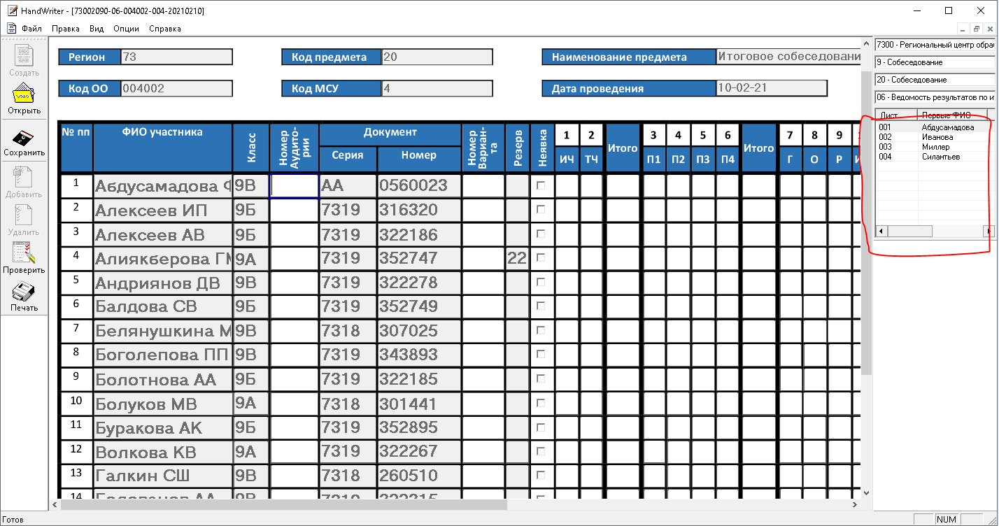 HandWriter - [73002090-06-004002-004-20210210]
Файл Правка Вид Опции Справка
Создать
Открыть
Сохранить
Добавить
Удалить
Проверить
Печать
Регион 73 Код предмета 20 Наименование предмета Итоговое собеседовани
Код ОО 004002 Код МСУ 4 Дата проведения 10-02-21
№ пп ФИО участника Класс Номер Аудито-рии Документ Номер Вариан-та Резерв Неявка 1 2 Итого 3 4 5 6 Итого 7 8 9
Серия Номер ИЧ ТЧ П1 П2 П3 П4 Г О Р
1 Абдусамадова 9В АА 0560023
2 Алексеев ИП 9Б 7319 316320
3 Алексеев АВ 9Б 7319 322186
4 Алиякберова ГМ 9А 7319 352747 22
5 Андриянов ДВ 9В 7319 322278
6 Балдова СВ 9Б 7319 352749
7 Белянушкина М 9В 7318 307025
8 Боголепова ПП 9В 7319 343893
9 Болотнова АА 9Б 7319 322185
10 Болуков МВ 9А 7318 301441
11 Буракова АК 9Б 7319 352895
12 Волкова КВ 9А 7319 322267
13 Галкин СШ 9В 7318 260510
14
7300 - Региональный центр обра
9 - Собеседование
20 - Собеседование
06 - Ведомость результатов по и
Лист Первые ФИО
001 Абдусамадова
002 Иванова
003 Миллер
004 Силантьев
Готов NUM